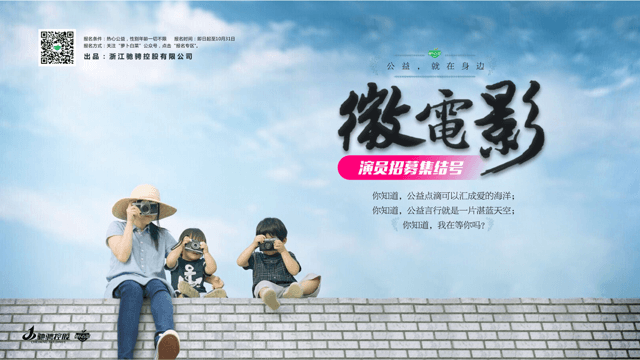 报名条件：热心公益，性别年龄一切不限 报名时间：即日起至10月31日
报名方式：关注“萝卜白菜”公众号，点击“报名专区”。
出品：浙江驰骋控股有限公司
公益，就在身边
微電影
演员招募集结号
你知道，公益点滴可以汇成爱的海洋；
你知道，公益言行就是一片湛蓝天空；
你知道，我在等你吗？
驰骋控股